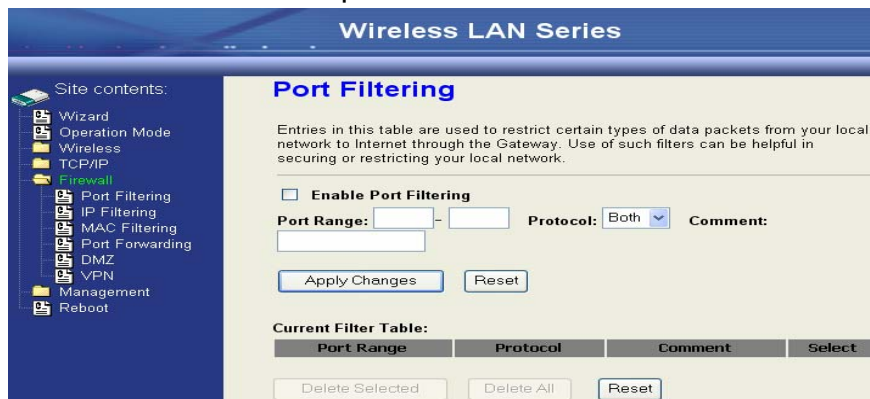 Wireless LAN Series
Site contents:
Wizard
Operation Mode
Wireless
TCP/IP
Firewall
Port Filtering
IP Filtering
MAC Filtering
Port Forwarding
DMZ
VPN
Management
Reboot
Port Filtering
Entries in this table are used to restrict certain types of data packets from your local
network to Internet through the Gateway. Use of such filters can be helpful in
securing or restricting your local network.
Enable Port Filtering
Port Range: - Protocol: Both Comment:
Apply Changes Reset
Current Filter Table:
Port Range Protocol Comment Select
Delete Selected Delete All Reset